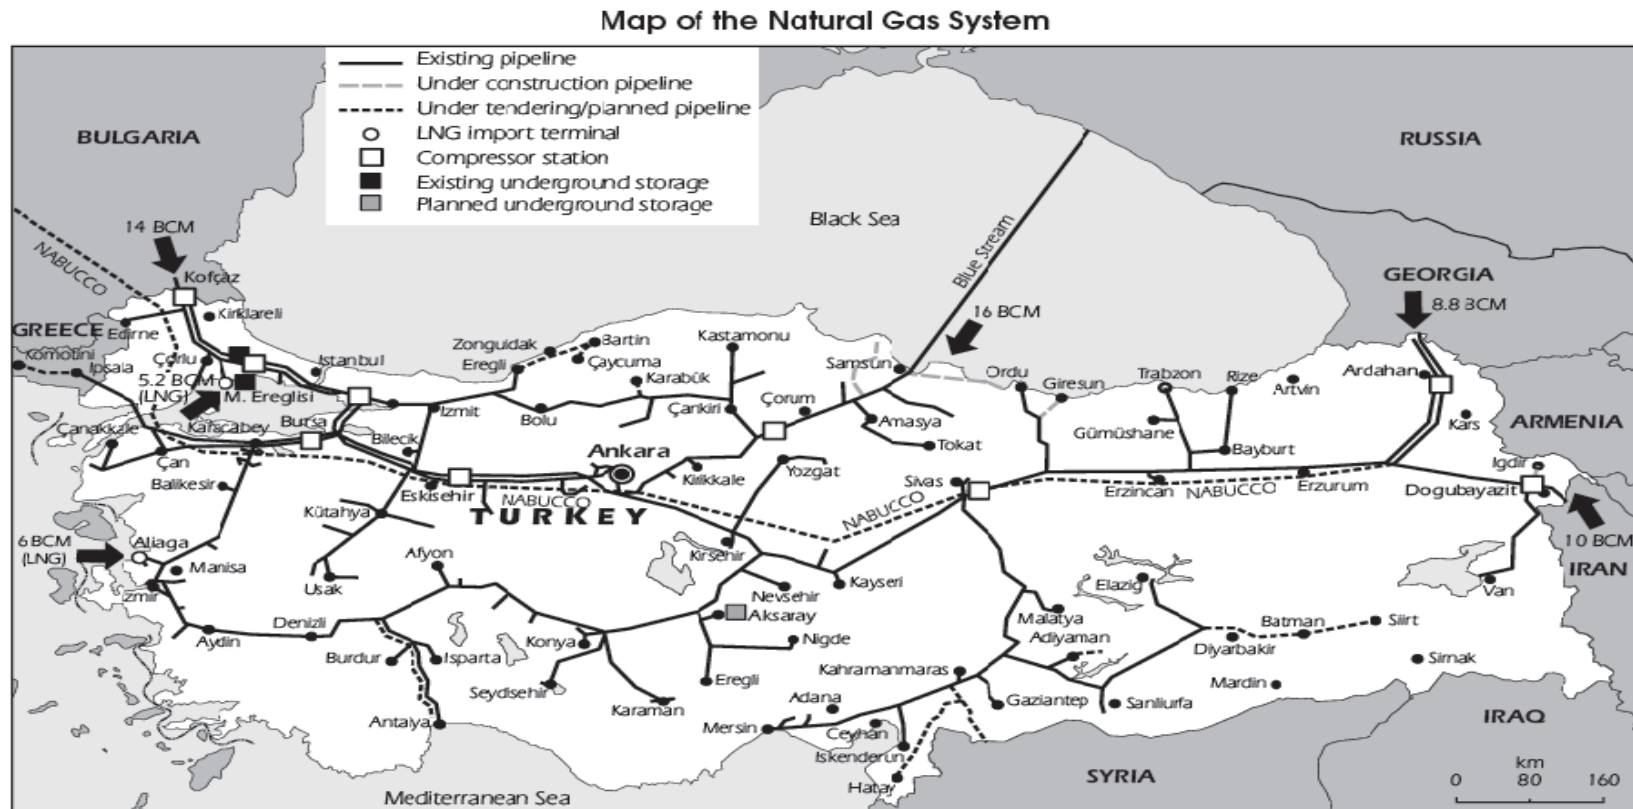 Map of the Natural Gas System
Existing pipeline
Under construction pipeline
Under tendering/planned pipeline
LNG import terminal
Compressor station
Existing underground storage
Planned underground storage
BULGARIA
RUSSIA
Black Sea
Blue Stream
14 BCM
NABUCCO
Kofçaz
GEORGIA
8.8 BCM
16 BCM
GREECE
Edirne
Kirklareli
Komotini
Ipsala
Çorlu
Istanbul
5.2 BCM
(LNG)
M. Ereglisi
Zonguldak
Eregli
Bartin
Çaycuma
Kastamonu
Karabük
Samsun
Ordu
Giresun
Trabzon
Rize
Artvin
Ardahan
ARMENIA
Kars
Çanakkale
Karacabey
Bursa
Bilecik
Izmit
Bolu
Çankiri
Çorum
Amasya
Tokat
Gümüshane
Bayburt
Igdir
Çan
Balikesir
Eskisehir
Ankara
Kirikkale
Yozgat
Sivas
Erzincan
NABUCCO
Erzurum
Dogubayazit
NABUCCO
NABUCCO
TURKEY
Kütahya
10 BCM
IRAN
6 BCM
(LNG)
Aliaga
Manisa
Izmir
Usak
Afyon
Kirsehir
Nevsehir
Kayseri
Elazig
Van
Aksaray
Malatya
Adiyaman
Batman
Siirt
Diyarbakir
Aydin
Denizli
Burdur
Isparta
Konya
Nigde
Eregli
Kahramanmaras
Sirnak
Mardin
Seydisehir
Karaman
Adana
Gaziantep
Sanliurfa
Antalya
Mersin
Ceyhan
Iskenderun
Hatay
IRAQ
SYRIA
Mediterranean Sea
km
0 80 160